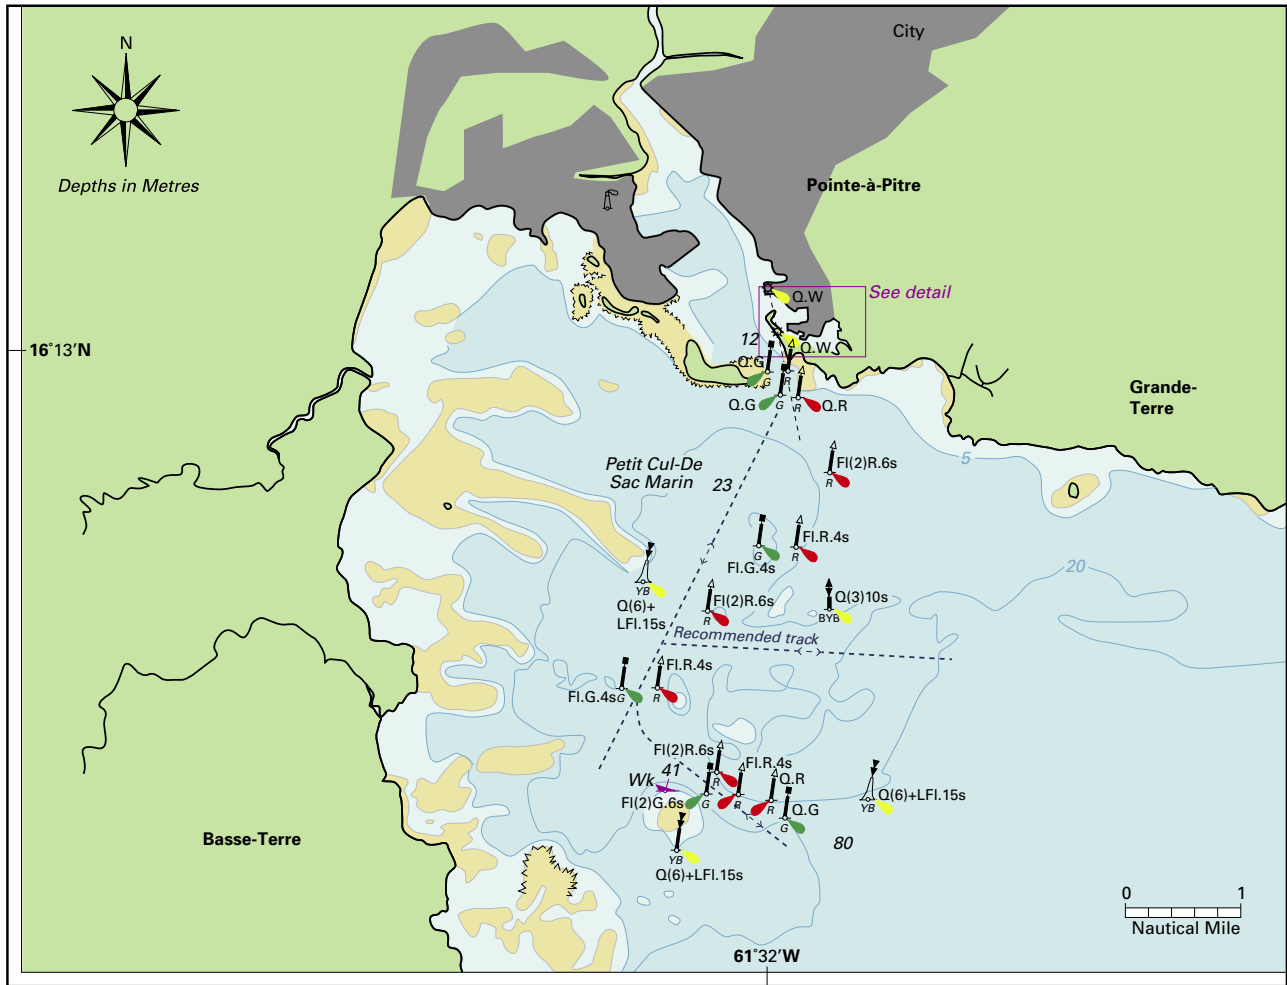 City
N
Depths in Metres
Pointe-à-Pitre
Q.W
See detail
12
Q.W
16°13'N
Q.G
G
R
Grande-
Terre
Q.G
G
R
Q.R
5
Petit Cul-De
Sac Marin
23
Fl(2)R.6s
R
Fl.R.4s
G
R
Fl.G.4s
20
YB
Q(6)+
LFl.15s
Fl(2)R.6s
R
Q(3)10s
BYB
Recommended track
Fl.R.4s
Fl.G.4s
G
R
Fl(2)R.6s
Fl.R.4s
Wk
41
R
Q.R
Fl(2)G.6s
G
R
R
Q.G
G
Q(6)+LFl.15s
YB
Basse-Terre
80
YB
Q(6)+LFl.15s
0
1
Nautical Mile
61°32'W